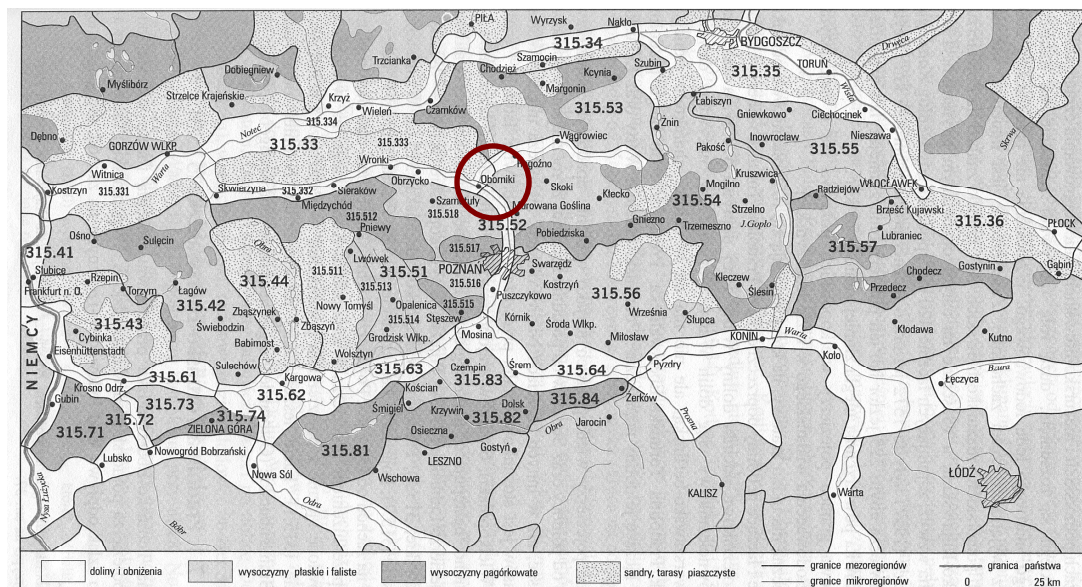 PIŁA
Wyrzysk
Nakło
315.34
BYDGOSZCZ
Drwęca
Trzcianka
Szamocin
Chodzież
Szubin
Dobiegniew
Kcynia
315.35
TORUŃ
Myślibórz
Margonin
Wisła
Strzelce Krajeńskie
Krzyż
Wieleń
Czarnków
315.53
Łabiszyn
Ciechocinek
Gniewkowo
315.334
Noteć
Żnin
Nieszawa
Skrwa
Dębno
315.33
315.333
Wągrowiec
Inowrocław
315.55
GORZÓW WLKP.
Pakość
Wronki
Rogoźno
Witnica
Warta
Obrzycko
Oborniki
Skoki
Kruszwica
WŁOCŁAWEK
Kostrzyn
315.331
Skwierzyna
315.332
Sieraków
Kłecko
Mogilno
Radziejów
Międzychód
Szamotuły
Murowana Goślina
315.54
Strzelno
Brześć Kujawski
315.36
315.518
315.512
Gniezno
J.Gopło
PŁOCK
315.41
Ośno
Sulęcin
Obra
Pniewy
315.52
Pobiedziska
Trzemeszno
Lubraniec
315.57
315.517
Lwówek
Gostynin
Gąbin
Słubice
315.511
315.51
POZNAŃ
Swarzędz
Kleczew
Chodecz
Frankfurt n. O.
Rzepin
Torzym
Łagów
315.44
315.513
315.516
Kostrzyn
Ślesin
Przedecz
315.42
Nowy Tomyśl
Opalenica
Puszczykowo
315.56
315.43
Zbąszynek
315.515
Września
Świebodzin
Zbąszyń
315.514
Stęszew
Kórnik
Słupca
Kłodawa
Cybinka
Grodzisk Wlkp.
Mosina
Środa Wlkp.
Kutno
NIEMCY
Babimost
Miłosław
KONIN
Warta
Eisenhüttenstadt
Wolsztyn
Koło
Sulechów
315.63
Czempiń
Pyzdry
Bzura
315.61
Kargowa
315.83
Śrem
315.64
Łęczyca
Krosno Odrz.
315.62
Kościan
Gubin
315.73
Dolsk
315.84
Żerków
Śmigiel
Krzywiń
315.82
Prosna
315.71
315.72
315.74
ZIELONA GÓRA
Osieczna
Obra
Jarocin
315.81
Gostyń
Lubsko
Nowogród Bobrzański
LESZNO
Nowa Sól
Wschowa
ŁÓDŹ
KALISZ
Nysa Łużycka
Odra
Warta
Bóbr
doliny i obniżenia
wysoczyzny płaskie i faliste
wysoczyzny pagórkowate
sandry, tarasy piaszczyste
granice mezoregionów
granica państwa
granice mikroregionów
0 25 km